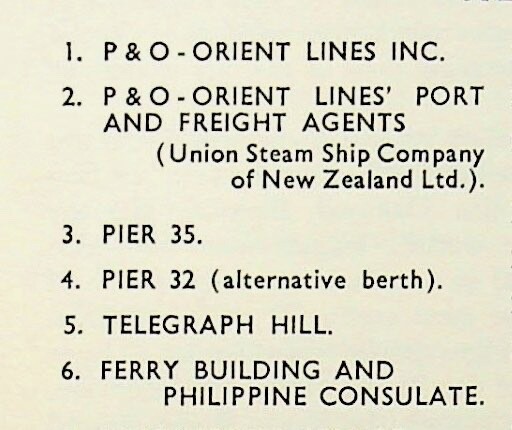 1. P & O - ORIENT LINES INC.
2. P & O - ORIENT LINES' PORT
AND FREIGHT AGENTS
(Union Steam Ship Company
of New Zealand Ltd.).
3. PIER 35.
4. PIER 32 (alternative berth).
5. TELEGRAPH HILL.
6. FERRY BUILDING AND
PHILIPPINE CONSULATE.